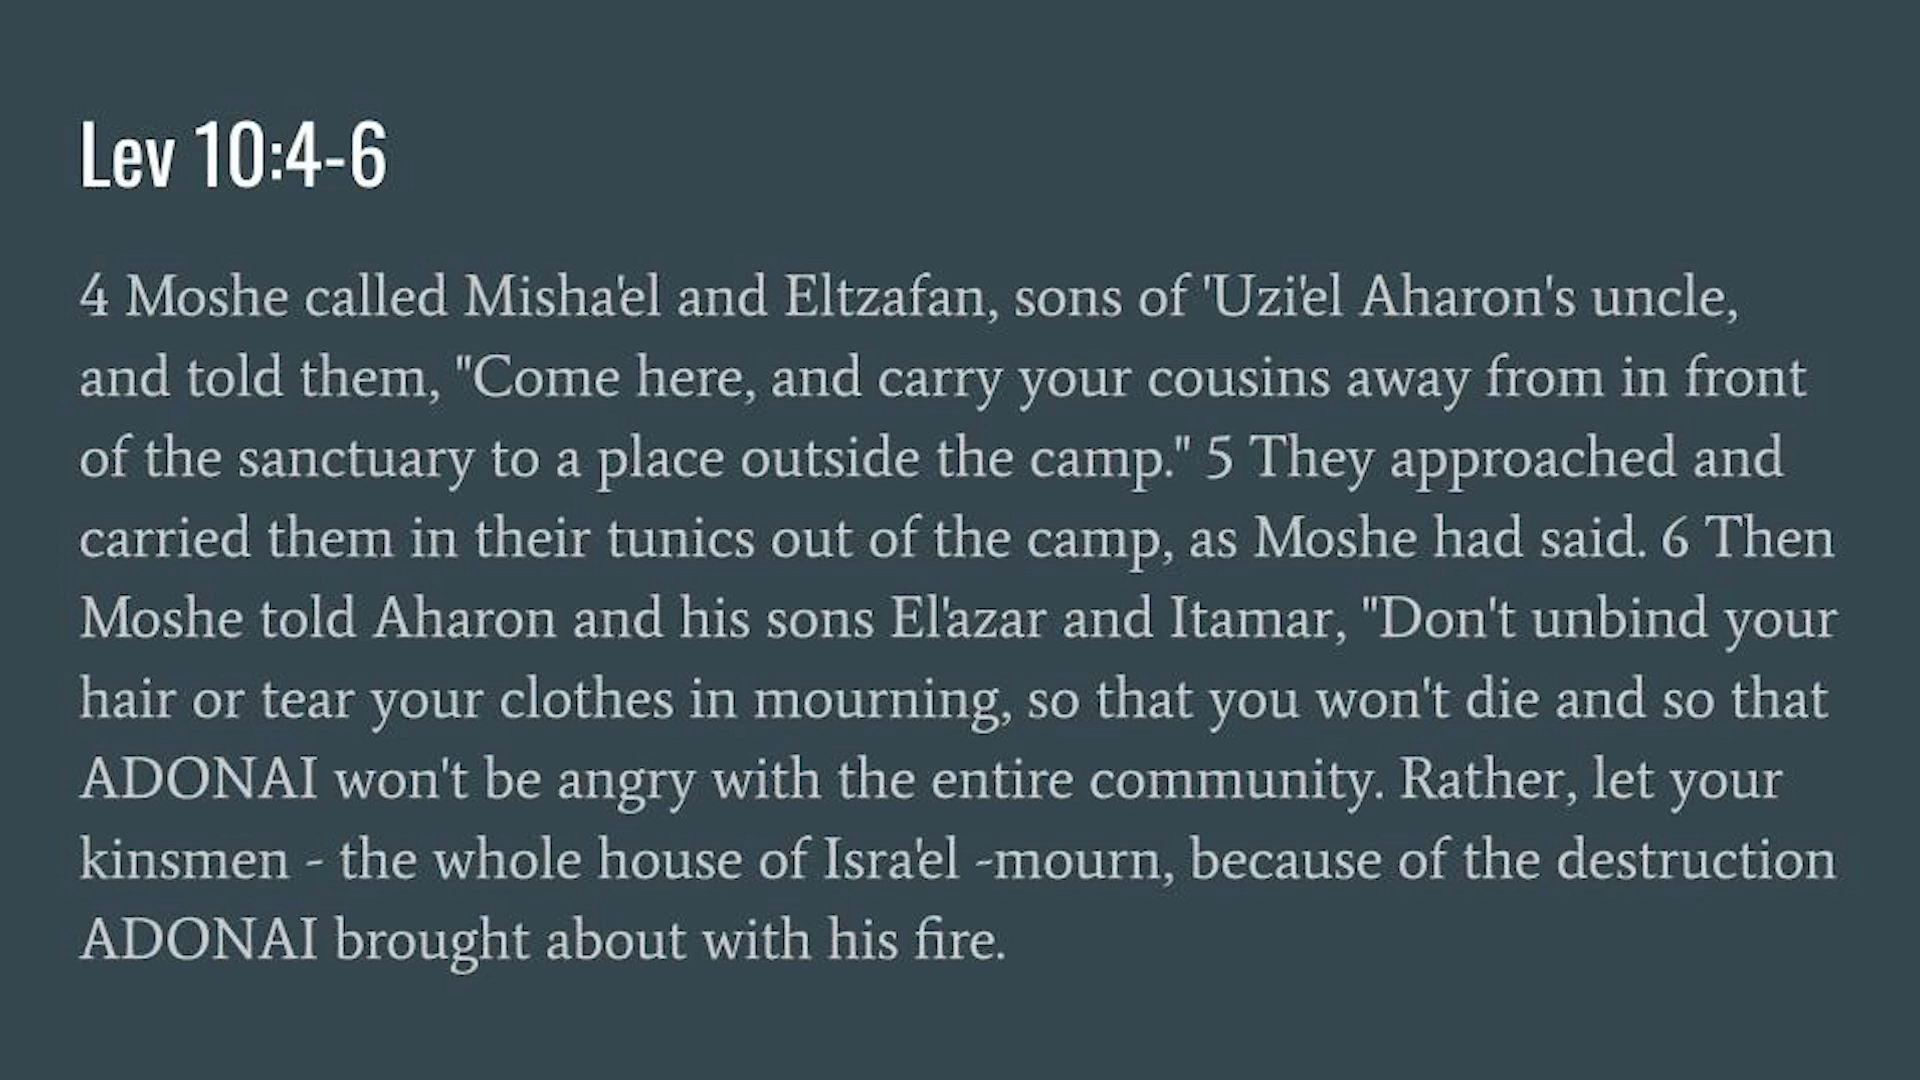 Lev 10:4-6
4 Moshe called Misha'el and Eltzafan, sons of 'Uzi'el Aharon's uncle,
and told them, "Come here, and carry your cousins away from in front
of the sanctuary to a place outside the camp." 5 They approached and
carried them in their tunics out of the camp, as Moshe had said. 6 Then
Moshe told Aharon and his sons El'azar and Itamar, "Don't unbind your
hair or tear your clothes in mourning, so that you won't die and so that
ADONAI won't be angry with the entire community. Rather, let your
kinsmen - the whole house of Isra'el -mourn, because of the destruction
ADONAI brought about with his fire.